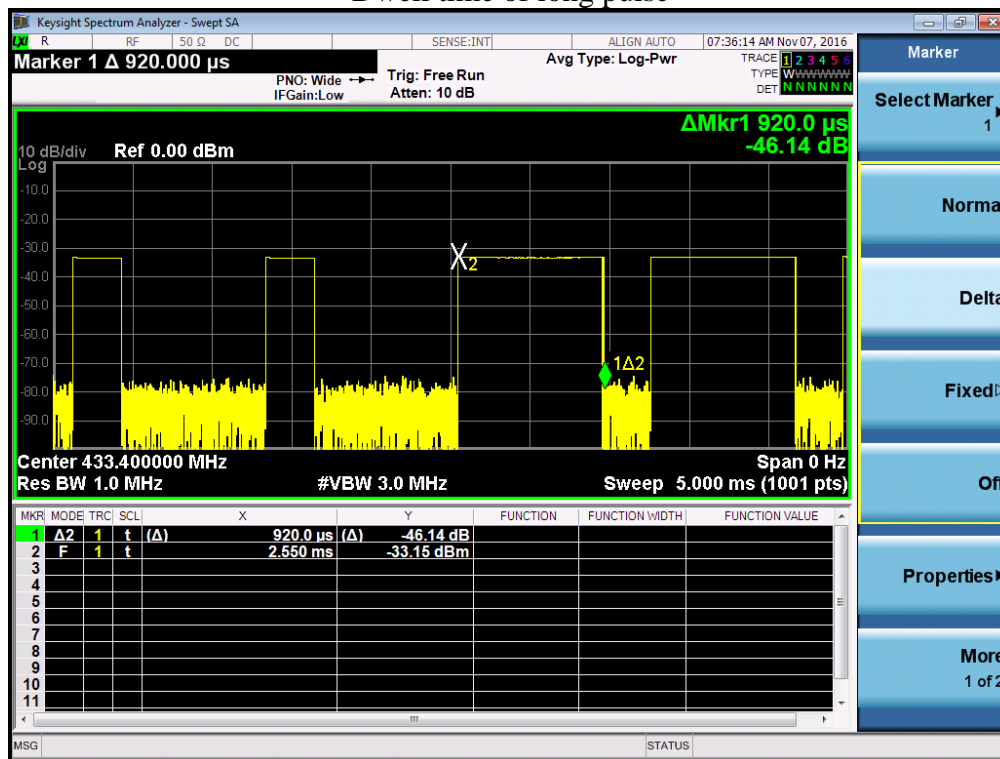 Dwell time of long pulse
Keysight Spectrum Analyzer - Swept SA
LXI R RF 50 Ω DC SENSE:INT ALIGN AUTO 07:36:14 AM Nov 07, 2016
Marker 1 Δ 920.000 µs
PNO: Wide
IFGain:Low
Trig: Free Run
Atten: 10 dB
Avg Type: Log-Pwr
TRACE 1 2 3 4 5 6
TYPE WWWWWW
DET N N N N N N
ΔMkr1 920.0 µs
-46.14 dB
10 dB/div Ref 0.00 dBm
Log
-10.0
-20.0
-30.0
-40.0
-50.0
-60.0
-70.0
-80.0
-90.0
X2
1Δ2
Center 433.400000 MHz Span 0 Hz
Res BW 1.0 MHz #VBW 3.0 MHz Sweep 5.000 ms (1001 pts)
MKR MODE TRC SCL X Y FUNCTION FUNCTION WIDTH FUNCTION VALUE
1 Δ2 1 t (Δ) 920.0 µs (Δ) -46.14 dB
2 F 1 t 2.550 ms -33.15 dBm
3
4
5
6
7
8
9
10
11
MSG STATUS
Marker
Select Marker
1
Norma
Delta
Fixed
Of
Properties
More
1 of 2